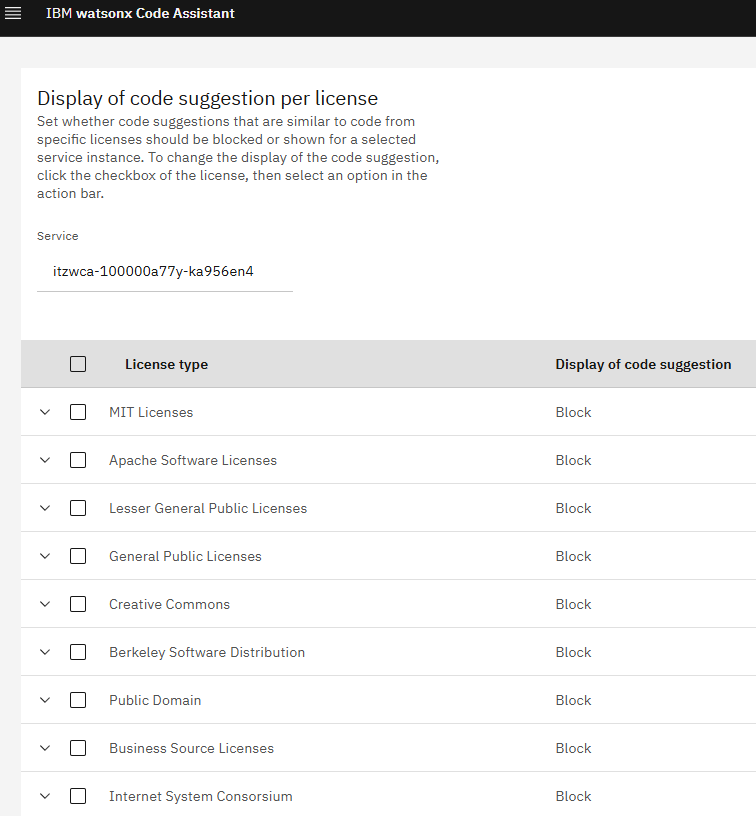 IBM watsonx Code Assistant
Display of code suggestion per license
Set whether code suggestions that are similar to code from
specific licenses should be blocked or shown for a selected
service instance. To change the display of the code suggestion,
click the checkbox of the license, then select an option in the
action bar.
Service
itzwca-100000a77y-ka956en4
License type Display of code suggestion
MIT Licenses Block
Apache Software Licenses Block
Lesser General Public Licenses Block
General Public Licenses Block
Creative Commons Block
Berkeley Software Distribution Block
Public Domain Block
Business Source Licenses Block
Internet System Consorsium Block